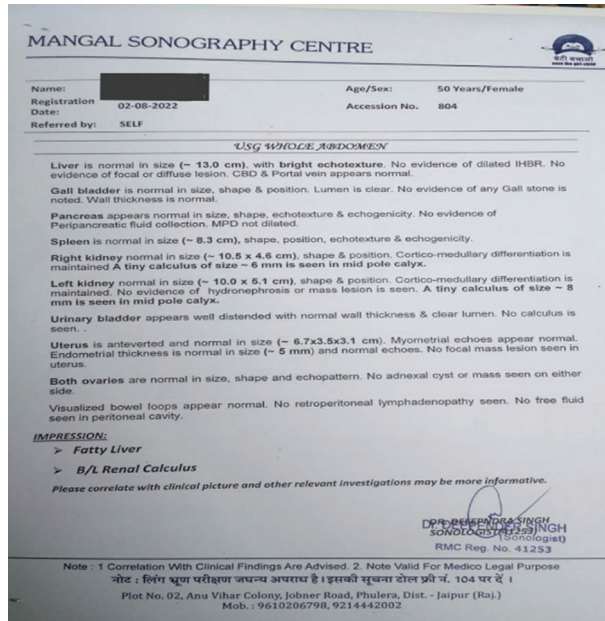 MANGAL SONOGRAPHY CENTRE
बेटी बचाओ
save the girl child
Name:
Age/Sex: 50 Years/Female
Registration Date: 02-08-2022
Accession No. 804
Referred by: SELF
USG WHOLE ABDOMEN
Liver is normal in size (~ 13.0 cm), with bright echotexture. No evidence of dilated IHBR. No
evidence of focal or diffuse lesion. CBD & Portal vein appears normal.
Gall bladder is normal in size, shape & position. Lumen is clear. No evidence of any Gall stone is
noted. Wall thickness is normal.
Pancreas appears normal in size, shape, echotexture & echogenicity. No evidence of
Peripancreatic fluid collection. MPD not dilated.
Spleen is normal in size (~ 8.3 cm), shape, position, echotexture & echogenicity.
Right kidney normal in size (~ 10.5 x 4.6 cm), shape & position. Cortico-medullary differentiation is
maintained A tiny calculus of size ~ 6 mm is seen in mid pole calyx.
Left kidney normal in size (~ 10.0 x 5.1 cm), shape & position. Cortico-medullary differentiation is
maintained. No evidence of hydronephrosis or mass lesion is seen. A tiny calculus of size ~ 8
mm is seen in mid pole calyx.
Urinary bladder appears well distended with normal wall thickness & clear lumen. No calculus is
seen. .
Uterus is anteverted and normal in size (~ 6.7x3.5x3.1 cm). Myometrial echoes appear normal.
Endometrial thickness is normal in size (~ 5 mm) and normal echoes. No focal mass lesion seen in
uterus.
Both ovaries are normal in size, shape and echopattern. No adnexal cyst or mass seen on either
side.
Visualized bowel loops appear normal. No retroperitoneal lymphadenopathy seen. No free fluid
seen in peritoneal cavity.
IMPRESSION:
➢ Fatty Liver
➢ B/L Renal Calculus
Please correlate with clinical picture and other relevant investigations may be more informative.
DR. DEEPENDRA SINGH
SONOLOGIST(41253)
DR. DEEPENDER SINGH
(Sonologist)
RMC Reg. No. 41253
Note : 1 Correlation With Clinical Findings Are Advised. 2. Note Valid For Medico Legal Purpose
नोट : लिंग भ्रूण परीक्षण जघन्य अपराध है। इसकी सूचना टोल फ्री नं. 104 पर दें ।
Plot No. 02, Anu Vihar Colony, Jobner Road, Phulera, Dist. - Jaipur (Raj.)
Mob. : 9610206798, 9214442002